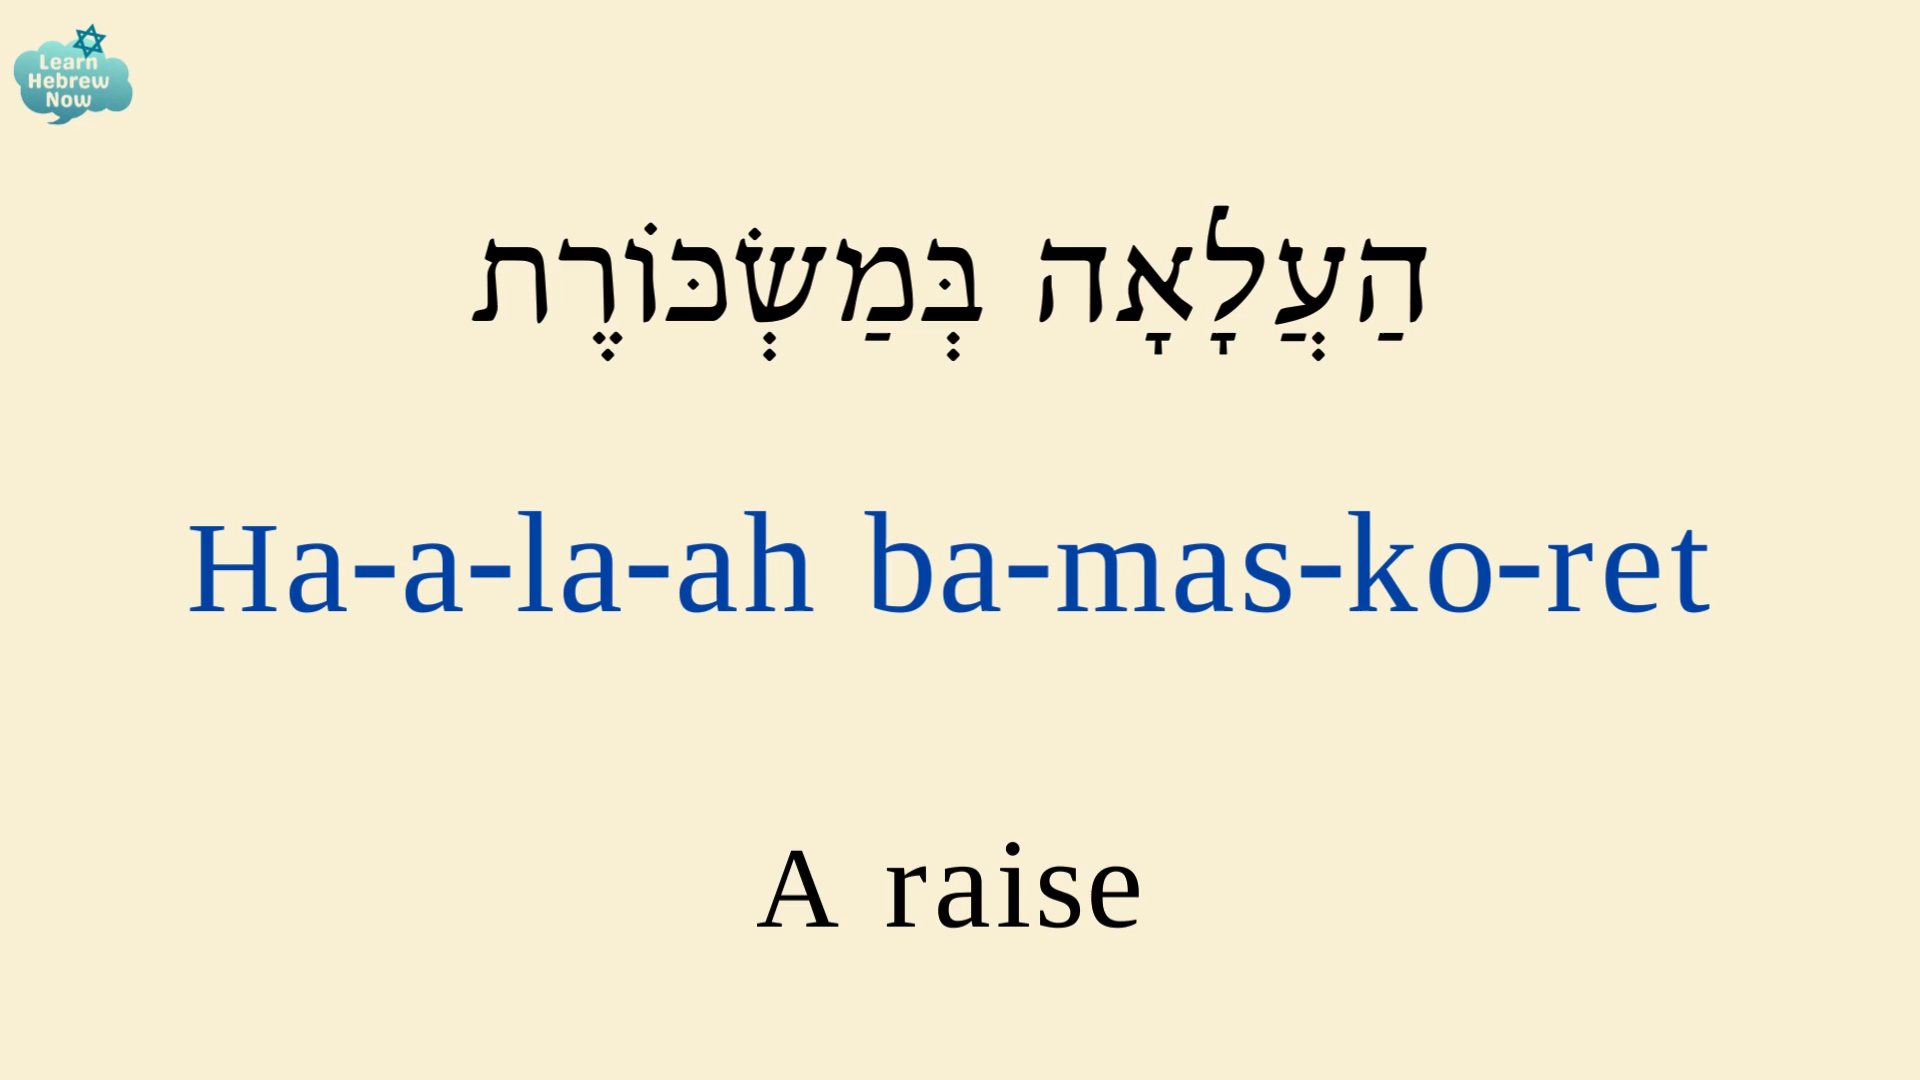 Learn
Hebrew
Now
הַעֲלָאָה בְּמַשְׂכּוֹרֶת
Ha-a-la-ah ba-mas-ko-ret
A raise